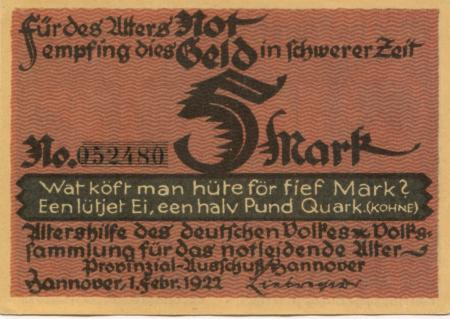 Für des Alters Not
empfing dies Geld in schwerer Zeit
5
No. 052480 Mark
Wat köft man hüte för fief Mark?
Een lütjet Ei, een halv Pund Quark. (KOHNE)
Altershilfe des deutschen Volkes * Volks-
sammlung für das notleidende Alter
Provinzial-Ausschuß Hannover
Hannover, 1. Febr. 1922